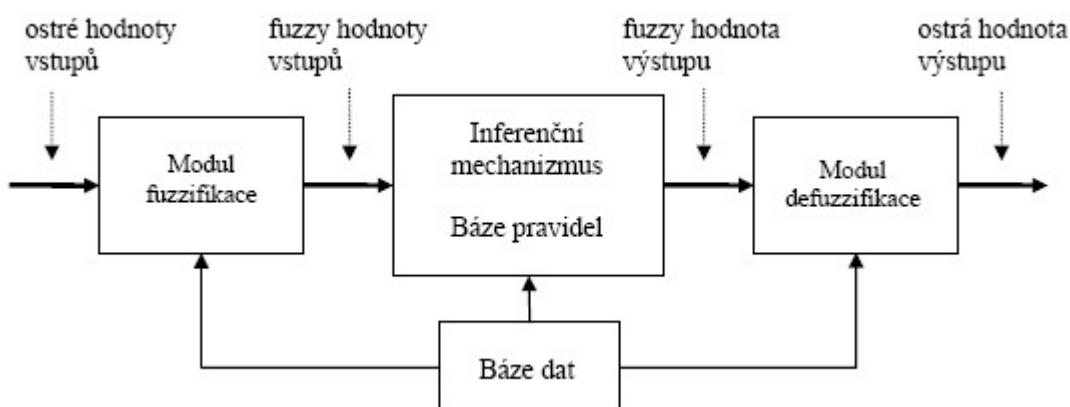 ostré hodnoty
vstupů
fuzzy hodnoty
vstupů
fuzzy hodnota
výstupu
ostrá hodnota
výstupu
Modul
fuzzifikace
Inferenční
mechanizmus
Báze pravidel
Modul
defuzzifikace
Báze dat